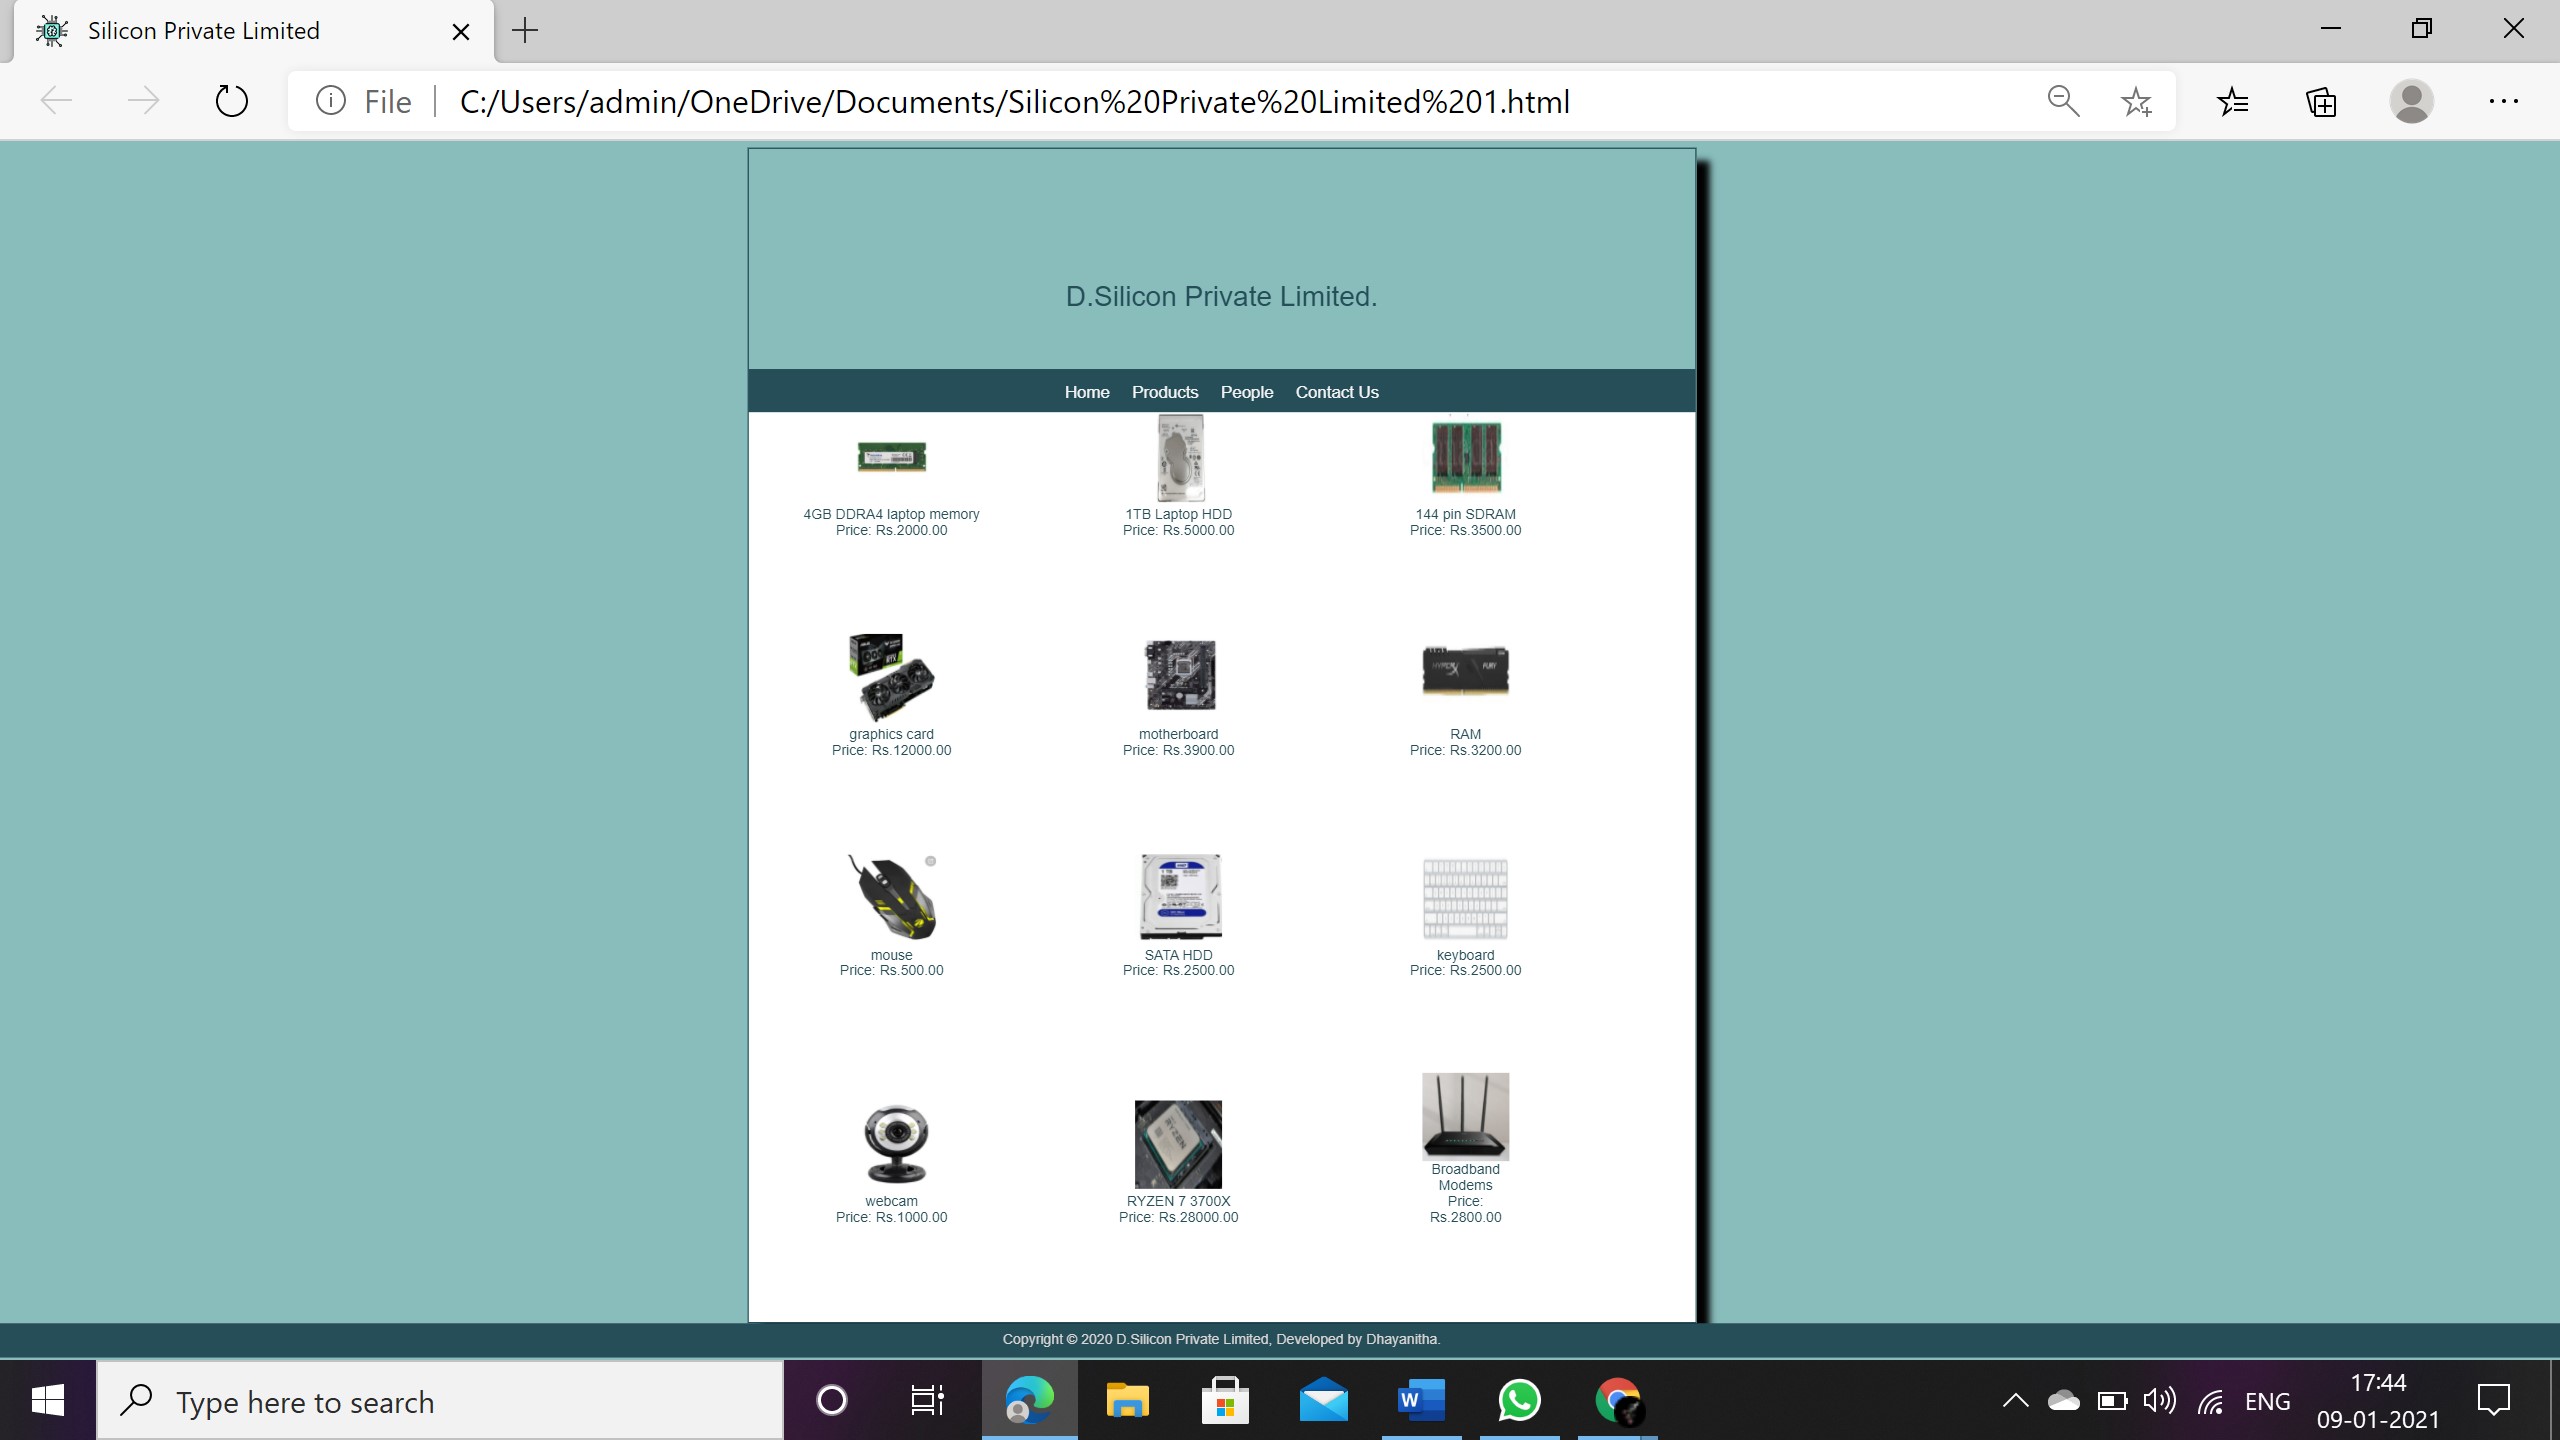 Silicon Private Limited
File
C:/Users/admin/OneDrive/Documents/Silicon%20Private%20Limited%201.html
D.Silicon Private Limited.
Home Products People Contact Us
4GB DDRA4 laptop memory
Price: Rs.2000.00
1TB Laptop HDD
Price: Rs.5000.00
144 pin SDRAM
Price: Rs.3500.00
graphics card
Price: Rs.12000.00
motherboard
Price: Rs.3900.00
HYPERX FURY
RAM
Price: Rs.3200.00
mouse
Price: Rs.500.00
SATA HDD
Price: Rs.2500.00
keyboard
Price: Rs.2500.00
webcam
Price: Rs.1000.00
RYZEN
RYZEN 7 3700X
Price: Rs.28000.00
Broadband
Modems
Price:
Rs.2800.00
Copyright © 2020 D.Silicon Private Limited, Developed by Dhayanitha.
Type here to search
W
ENG
17:44
09-01-2021